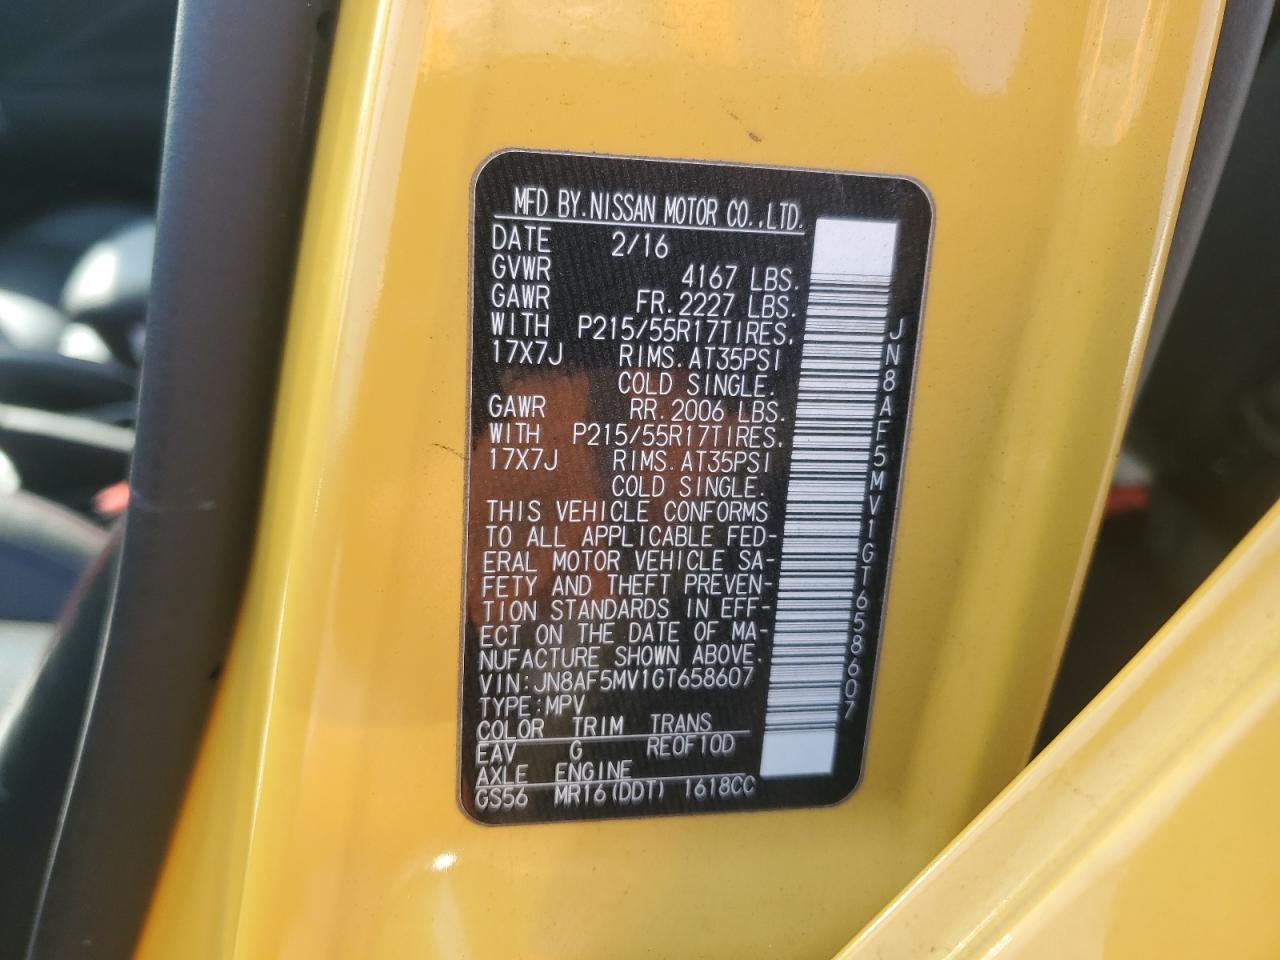 MFD BY.NISSAN MOTOR CO.,LTD.
DATE 2/16
GVWR 4167 LBS.
GAWR FR.2227 LBS.
WITH P215/55R17TIRES.
17X7J RIMS.AT35PSI
COLD SINGLE.
GAWR RR.2006 LBS.
WITH P215/55R17TIRES.
17X7J RIMS.AT35PSI
COLD SINGLE.
THIS VEHICLE CONFORMS
TO ALL APPLICABLE FED-
ERAL MOTOR VEHICLE SA-
FETY AND THEFT PREVEN-
TION STANDARDS IN EFF-
ECT ON THE DATE OF MA-
NUFACTURE SHOWN ABOVE.
VIN:JN8AF5MV1GT658607
TYPE:MPV
COLOR TRIM TRANS
EAV G RE0F10D
AXLE ENGINE
GS56 MR16(DDT) 1618CC
JN8AF5MV1GT658607